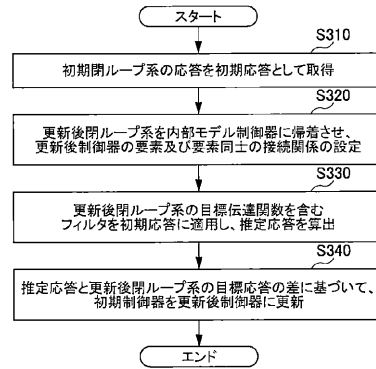 スタート
S310
初期閉ループ系の応答を初期応答として取得
S320
更新後閉ループ系を内部モデル制御器に帰着させ、
更新後制御器の要素及び要素同士の接続関係の設定
S330
更新後閉ループ系の目標伝達関数を含む
フィルタを初期応答に適用し、推定応答を算出
S340
推定応答と更新後閉ループ系の目標応答の差に基づいて、
初期制御器を更新後制御器に更新
エンド